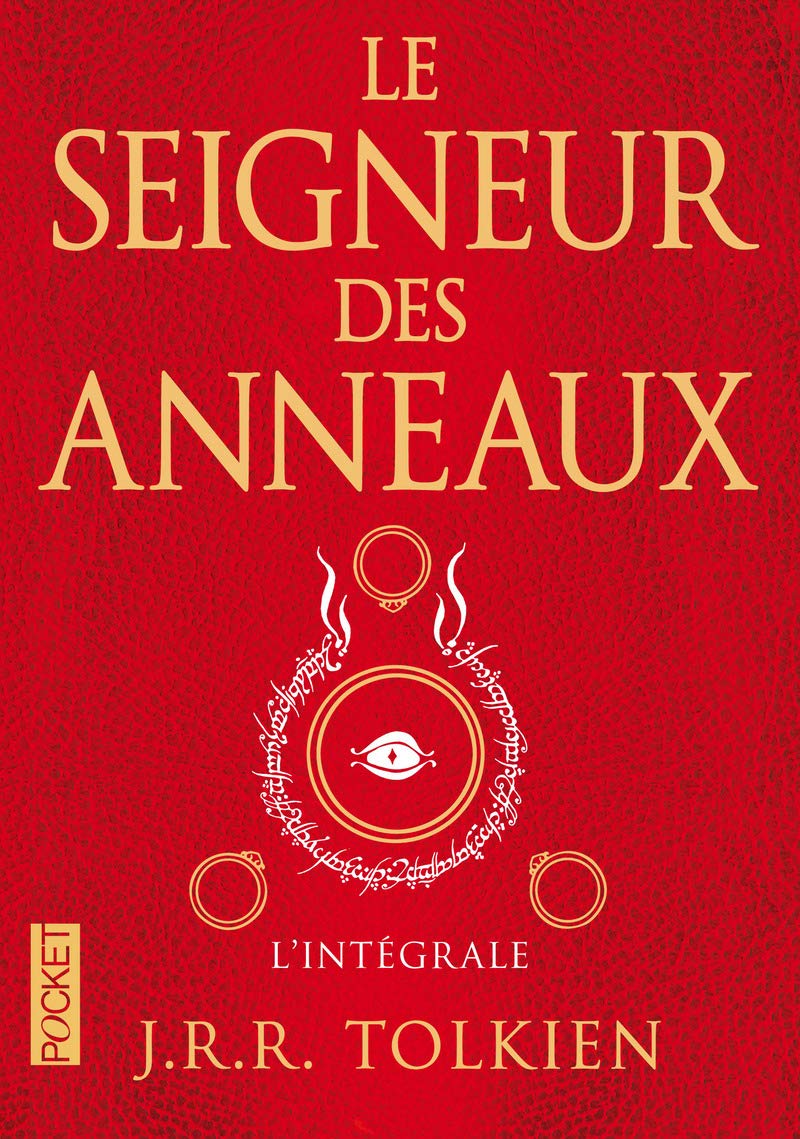 LE
SEIGNEUR
DES
ANNEAUX
L'INTÉGRALE
POCKET
J.R.R. TOLKIEN